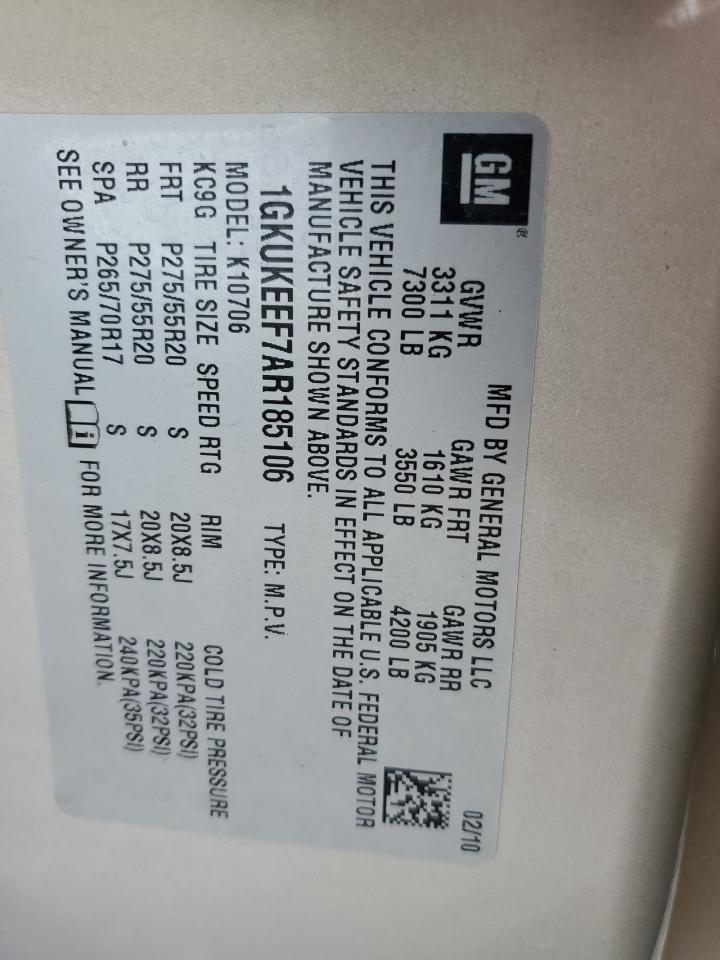 GM®
MFD BY GENERAL MOTORS LLC 02/10
GVWR GAWR FRT GAWR RR
3311 KG 1610 KG 1905 KG
7300 LB 3550 LB 4200 LB
THIS VEHICLE CONFORMS TO ALL APPLICABLE U.S. FEDERAL MOTOR
VEHICLE SAFETY STANDARDS IN EFFECT ON THE DATE OF
MANUFACTURE SHOWN ABOVE.
1GKUKEEF7AR185106 TYPE: M.P.V.
MODEL: K10706
KC9G TIRE SIZE SPEED RTG RIM COLD TIRE PRESSURE
FRT P275/55R20 S 20X8.5J 220KPA(32PSI)
RR P275/55R20 S 20X8.5J 220KPA(32PSI)
SPA P265/70R17 S 17X7.5J 240KPA(35PSI)
SEE OWNER'S MANUAL i FOR MORE INFORMATION.